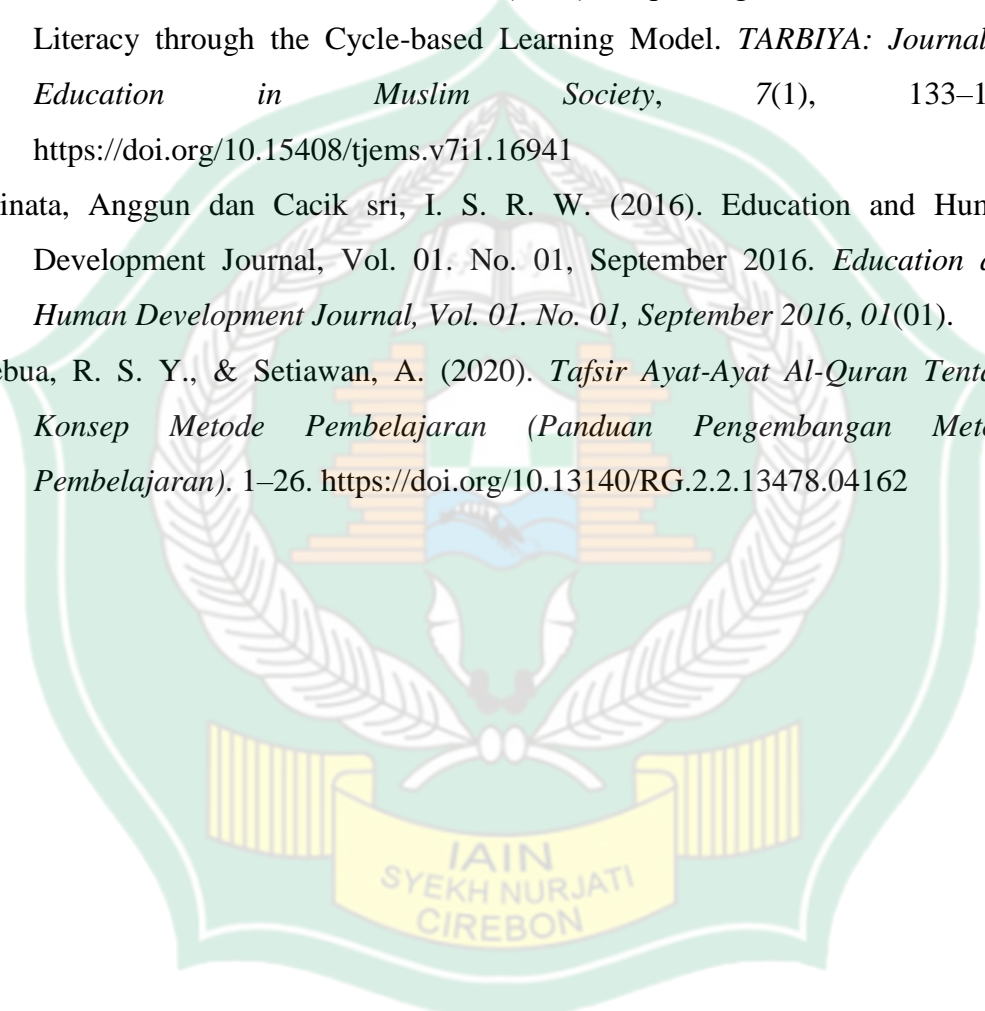 Literacy through the Cycle-based Learning Model. TARBIYA: Journal
Education in Muslim Society, 7(1), 133–1
https://doi.org/10.15408/tjems.v7i1.16941
inata, Anggun dan Cacik sri, I. S. R. W. (2016). Education and Hum
Development Journal, Vol. 01. No. 01, September 2016. Education a
Human Development Journal, Vol. 01. No. 01, September 2016, 01(01).
ebua, R. S. Y., & Setiawan, A. (2020). Tafsir Ayat-Ayat Al-Quran Tenta
Konsep Metode Pembelajaran (Panduan Pengembangan Meto
Pembelajaran). 1–26. https://doi.org/10.13140/RG.2.2.13478.04162
IAIN
SYEKH NURJATI
CIREBON